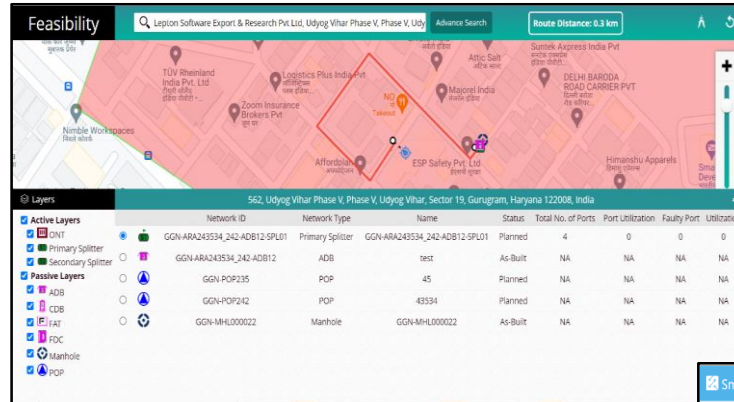 Feasibility
Lepton Software Export & Research Pvt Ltd, Udyog Vihar Phase V, Phase V, Udy
Advance Search
Route Distance: 0.3 km
TÜV Rheinland
India Pvt. Ltd
Logistics Plus India Pvt
Attic Salt
Suntek Axpress India
Pvt
DELHI BARODA
ROAD CARRIER PVT
Zoom Insurance
Brokers Pvt
NO
Takeout
Majorel India
Nimble Workspaces
Affordplan
ESP Safety Pvt. Ltd
Himanshu Apparels
Layers
562, Udyog Vihar Phase V, Phase V, Udyog Vihar, Sector 19, Gurugram, Haryana 122008, India
Network ID Network Type Name Status Total No. of Ports Port Utilization Faulty Port Utilizatio
Active Layers
ONT
Primary Splitter
Secondary Splitter
Passive Layers
ADB
CDB
FAT
FDC
Manhole
POP
GGN-ARA243534_242-ADB12-SPL01 Primary Splitter GGN-ARA243534_242-ADB12-SPL01 Planned 4 0 0 0
GGN-ARA243534_242-ADB12 ADB test As-Built NA NA NA NA
GGN-POP235 POP 45 Planned NA NA NA NA
GGN-POP242 POP 43534 Planned NA NA NA NA
GGN-MHL000022 Manhole GGN-MHL000022 As-Built NA NA NA NA
Sm